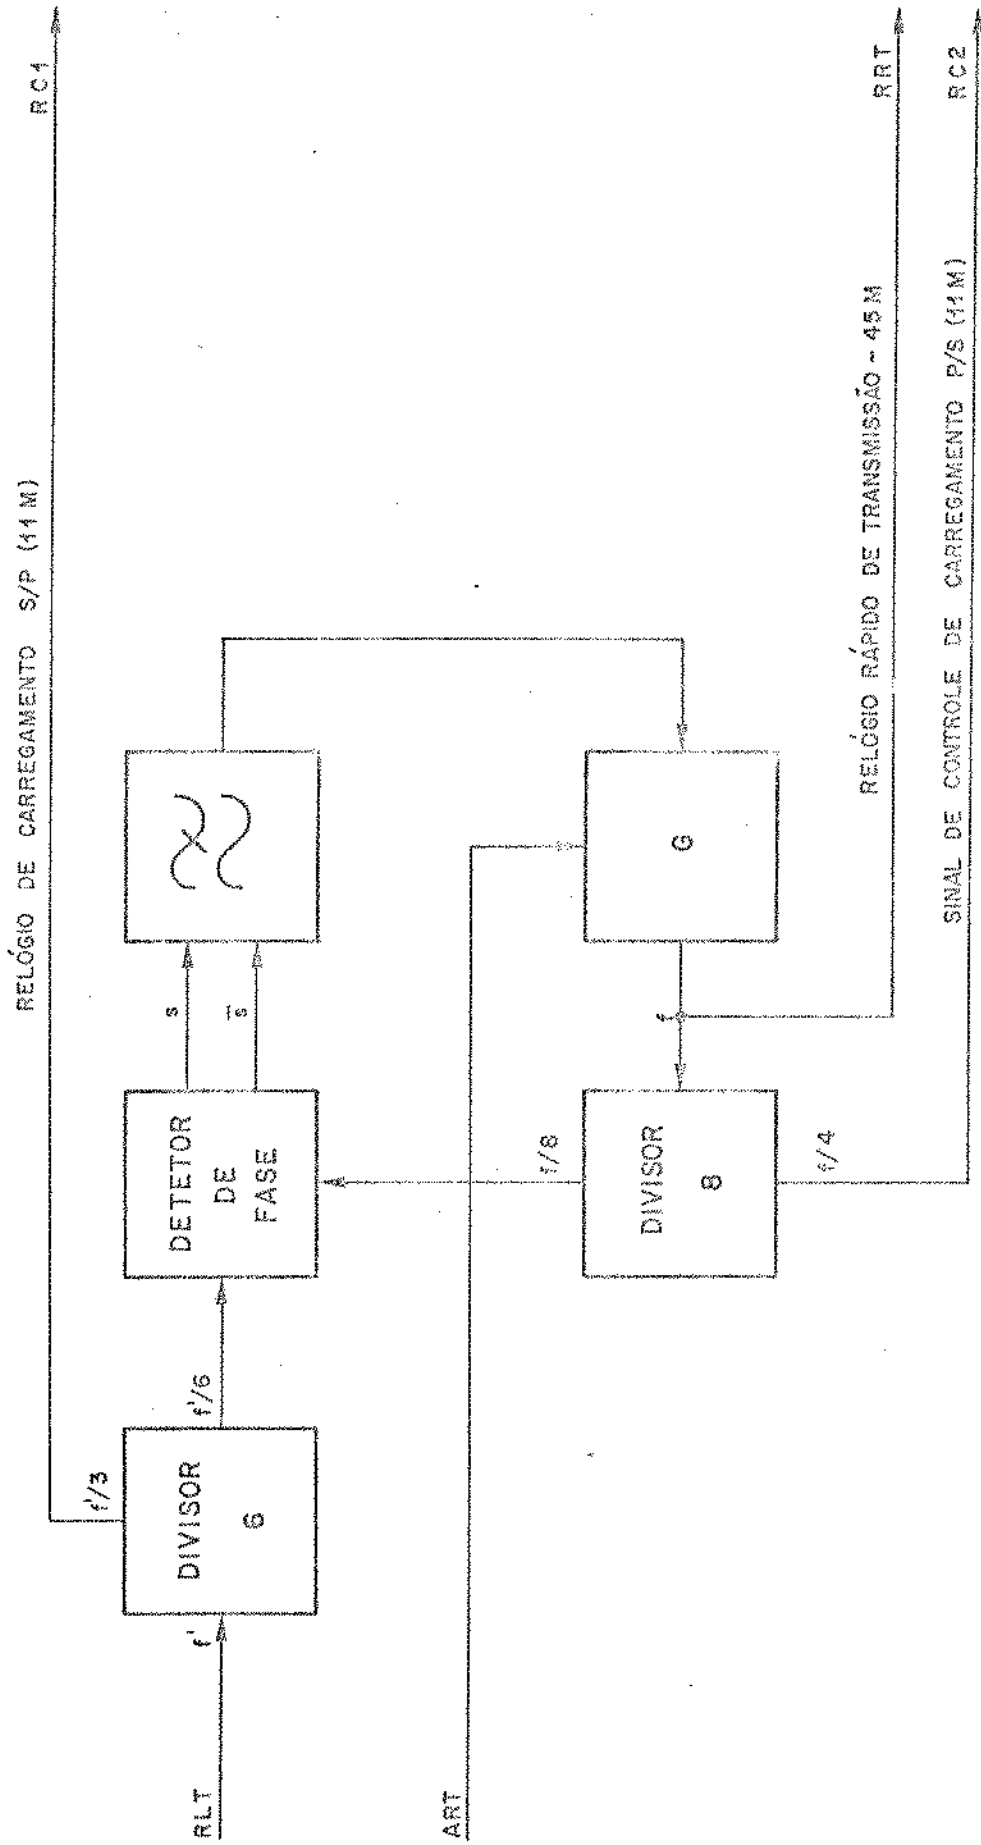 RELÓGIO DE CARREGAMENTO S/P (11 M)
RC1
f'/3
RLT
f'
DIVISOR
6
f'/6
DETETOR
DE
FASE
s
s̅
ART
f/8
DIVISOR
8
f
G
f/4
RELÓGIO RÁPIDO DE TRANSMISSÃO - 45 M
RRT
SINAL DE CONTROLE DE CARREGAMENTO P/S (11 M)
RC2